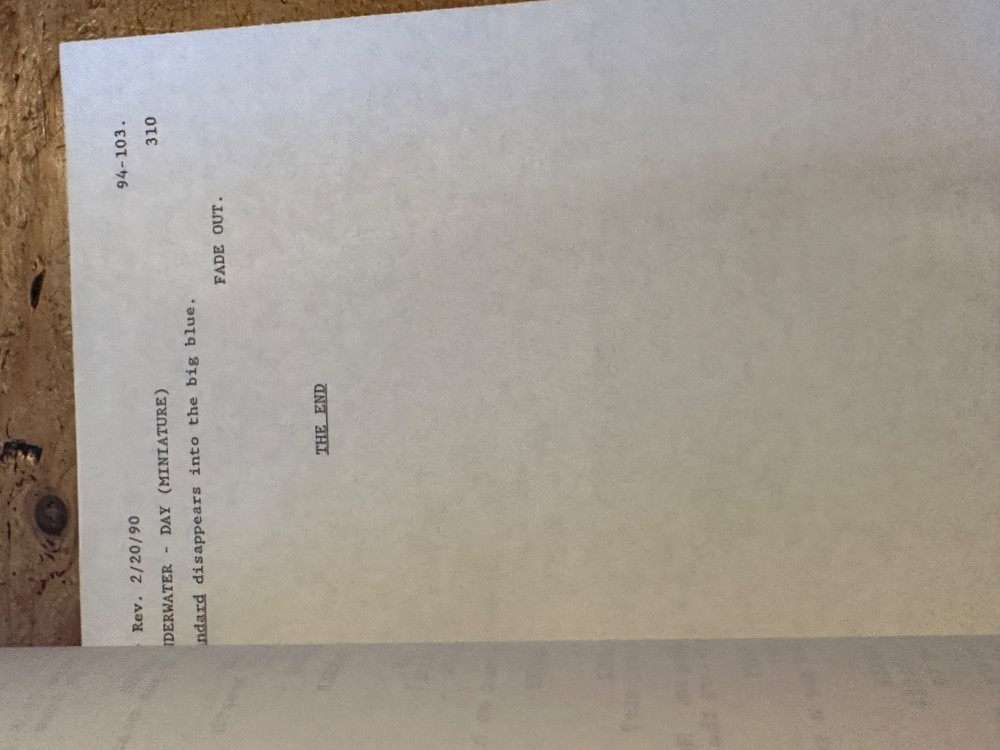 Rev. 2/20/90 94-103.
DERWATER - DAY (MINIATURE) 310
ndard disappears into the big blue.
FADE OUT.
THE END